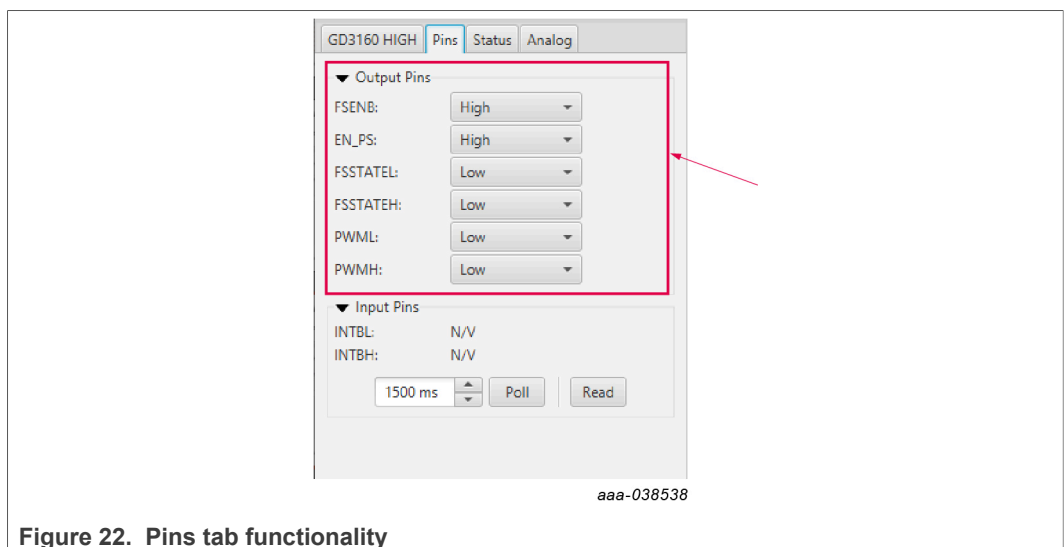 GD3160 HIGH Pins Status Analog
Output Pins
FSENB: High
EN_PS: High
FSSTATEL: Low
FSSTATEH: Low
PWML: Low
PWMH: Low
Input Pins
INTBL: N/V
INTBH: N/V
1500 ms Poll Read
aaa-038538
Figure 22. Pins tab functionality